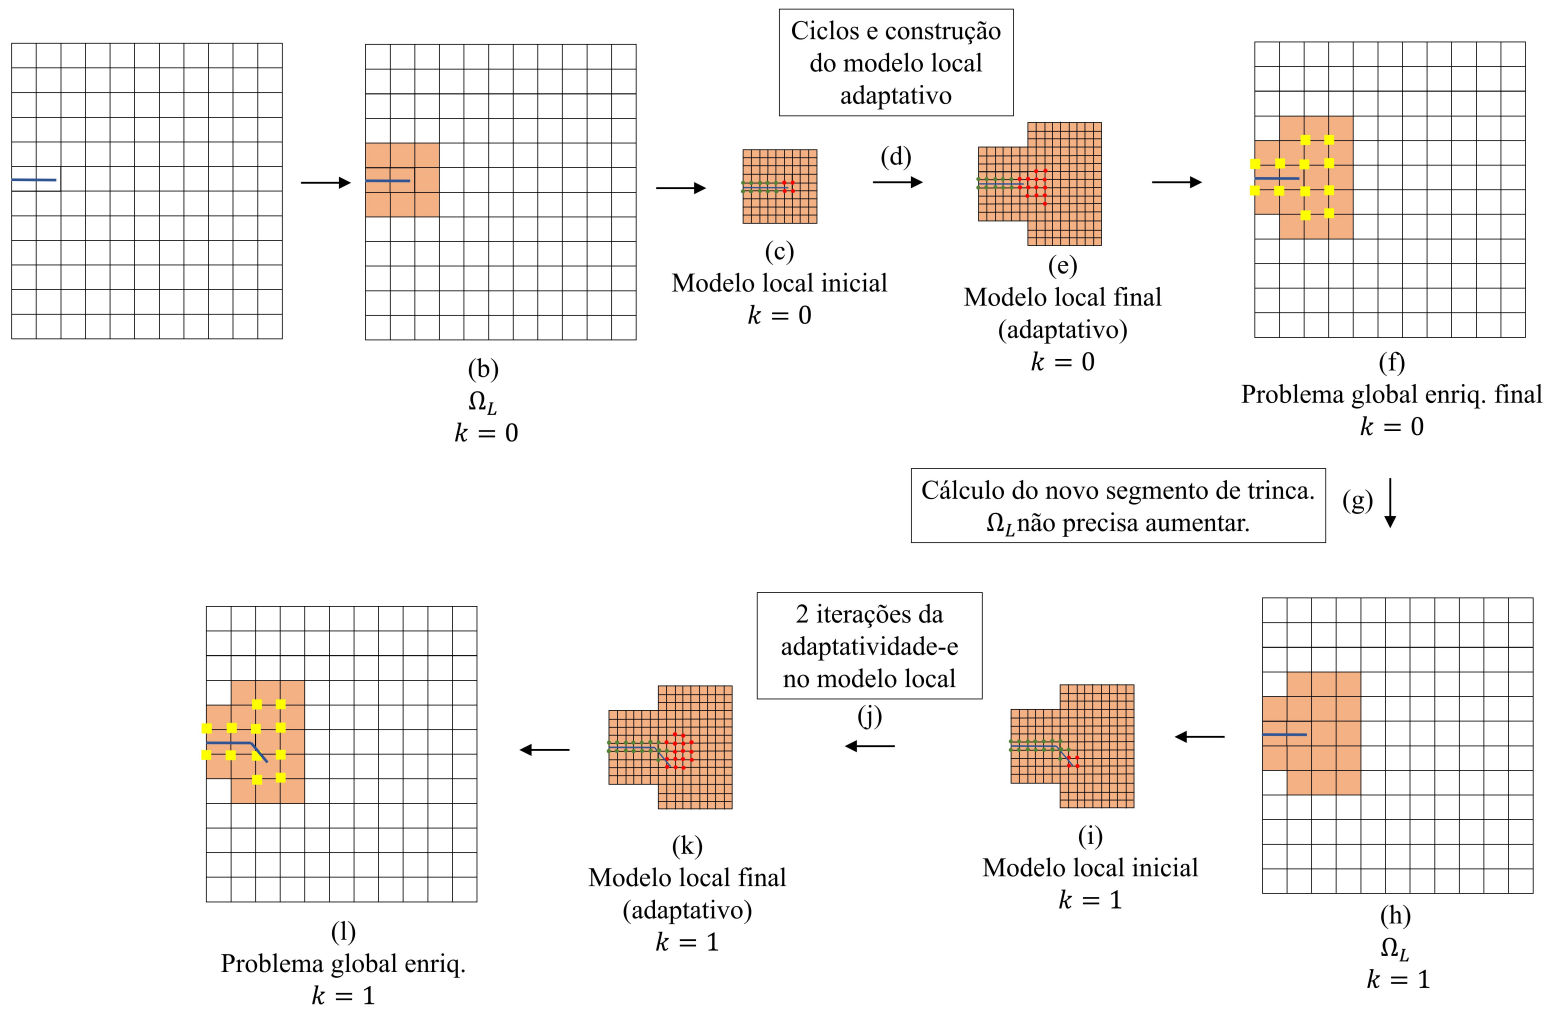 Ciclos e construção
do modelo local
adaptativo
(b)
Ω_L
k = 0
(c)
Modelo local inicial
k = 0
(d)
(e)
Modelo local final
(adaptativo)
k = 0
(f)
Problema global enriq. final
k = 0
Cálculo do novo segmento de trinca.
Ω_L não precisa aumentar.
(g)
(h)
Ω_L
k = 1
(i)
Modelo local inicial
k = 1
2 iterações da
adaptatividade-e
no modelo local
(j)
(k)
Modelo local final
(adaptativo)
k = 1
(l)
Problema global enriq.
k = 1